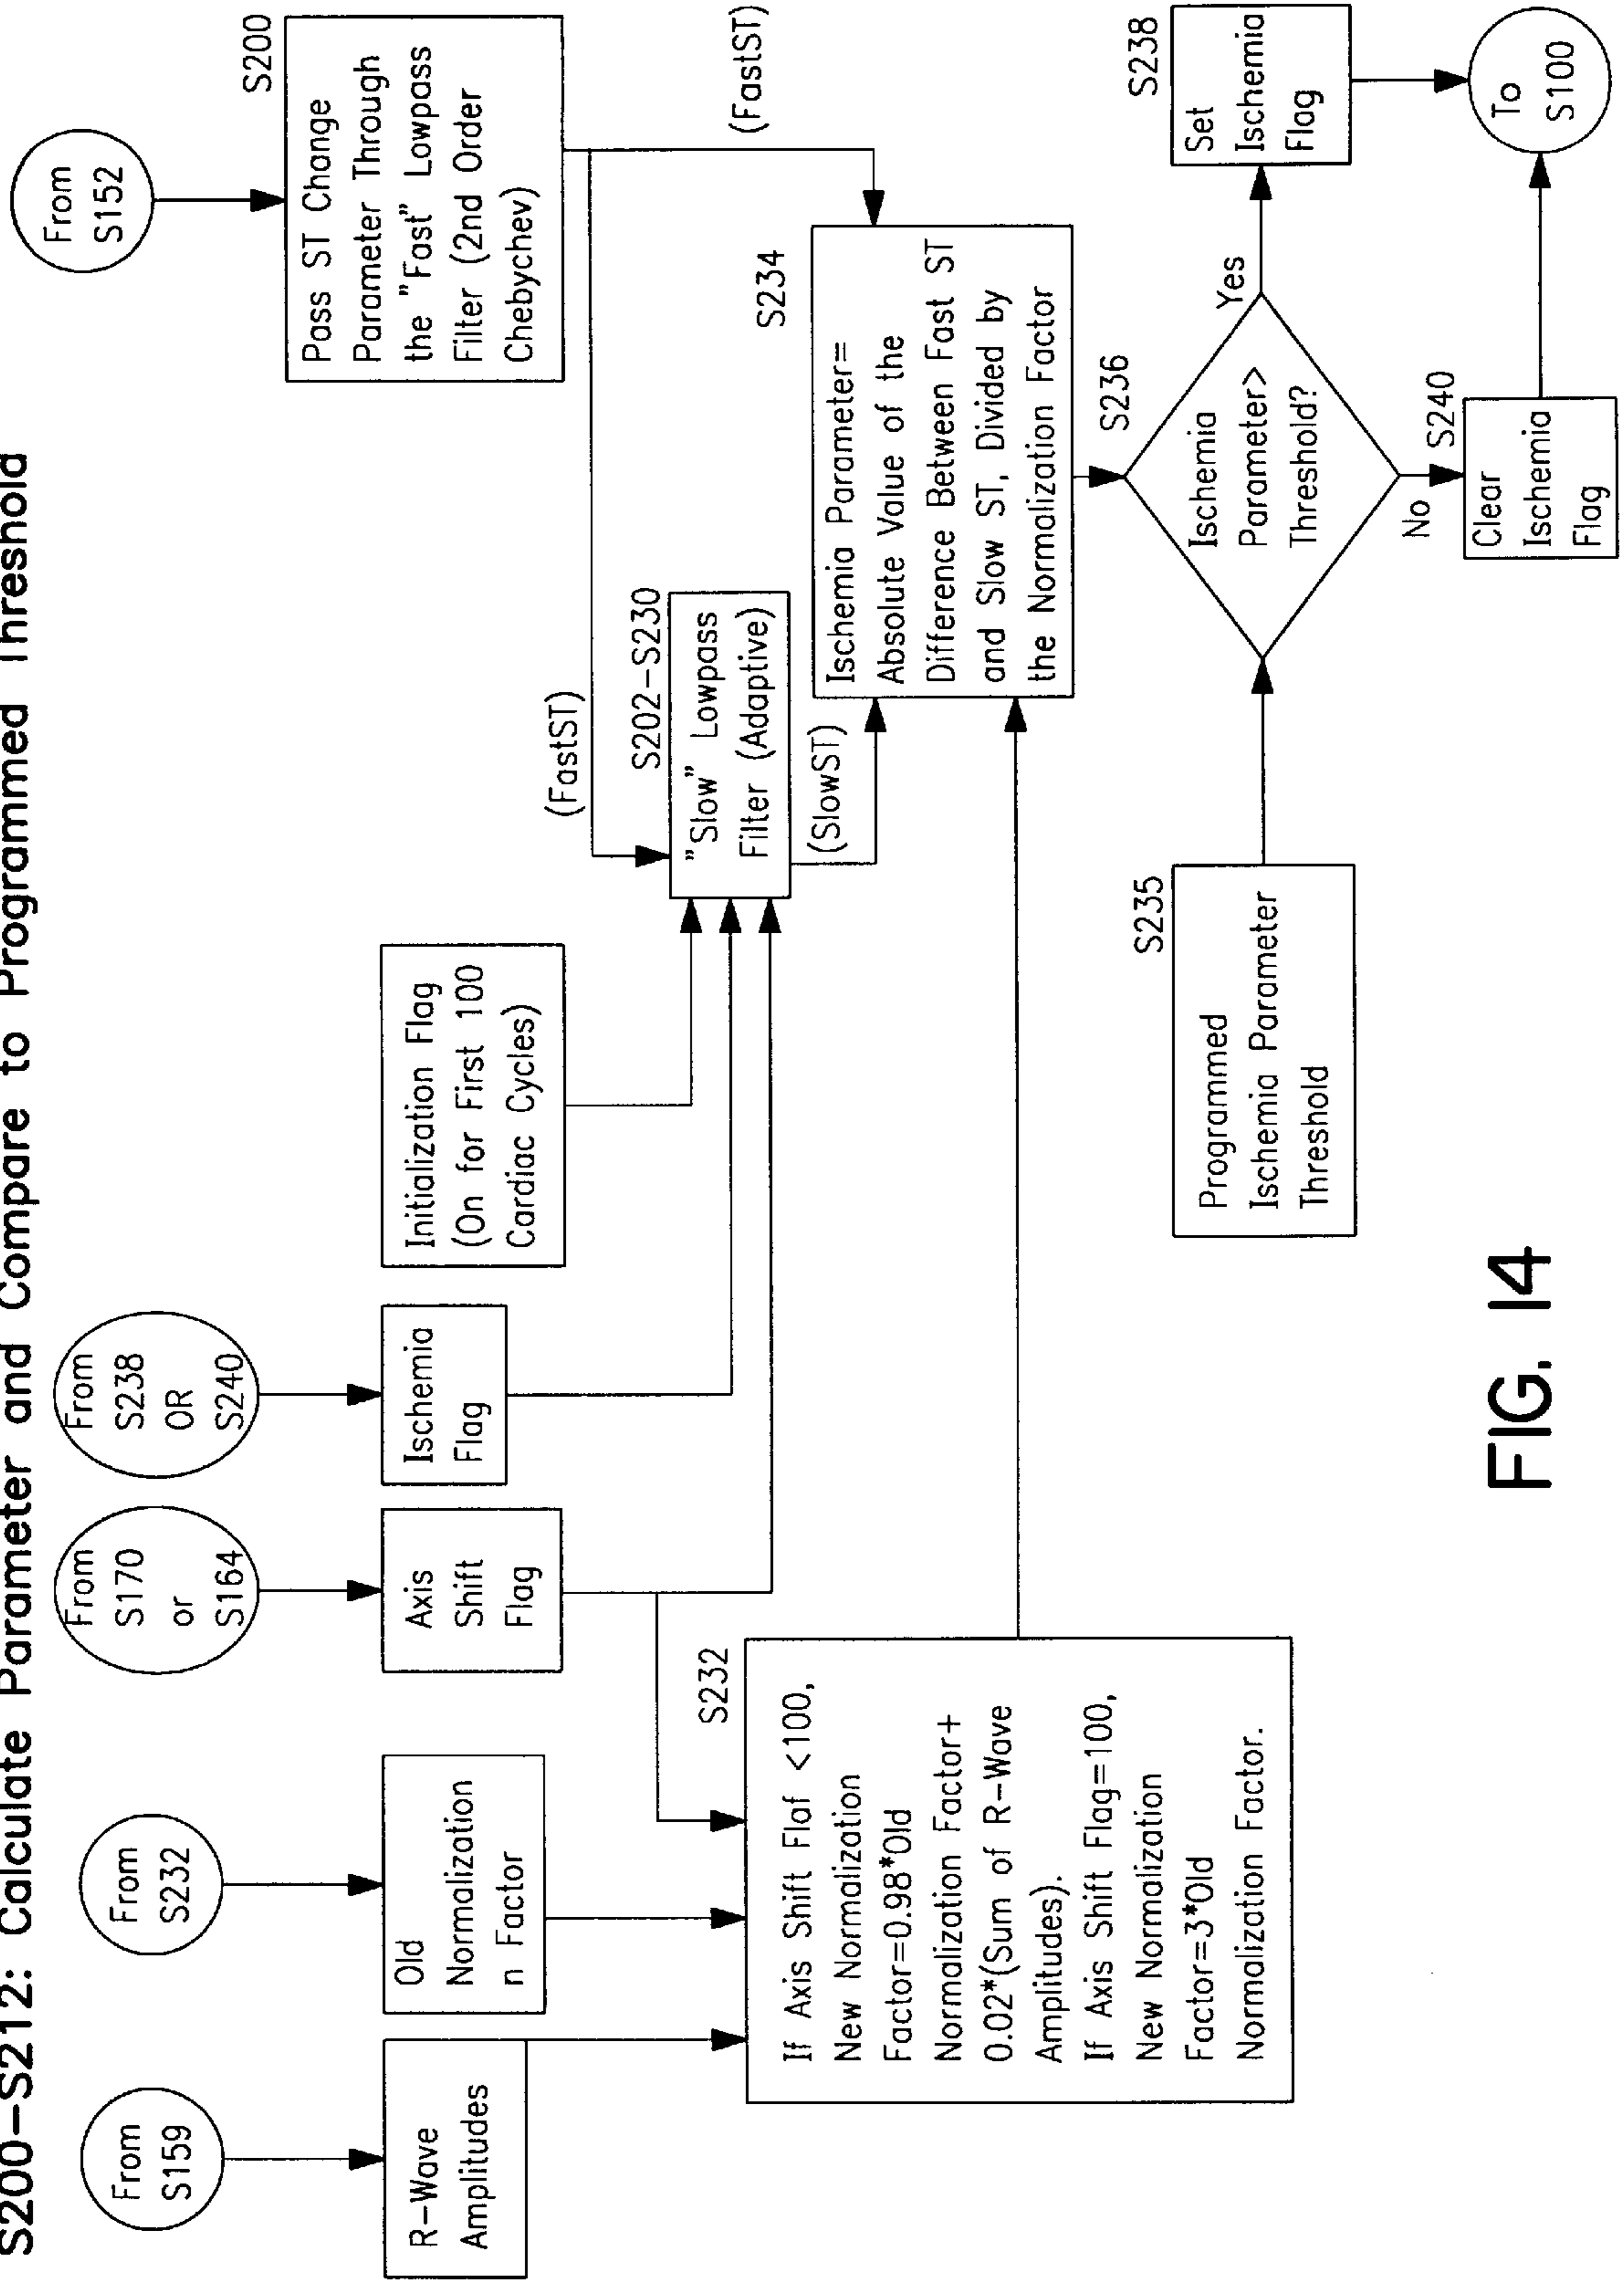 S200-S212: Calculate Parameter and Compare to Programmed Threshold
From
S159
From
S232
From
S170
or
S164
From
S238
OR
S240
From
S152
R-Wave
Amplitudes
Old
Normalizatio
n Factor
Axis
Shift
Flag
Ischemia
Flag
Initialization Flag
(On for First 100
Cardiac Cycles)
S200
Pass ST Change
Parameter Through
the "Fast" Lowpass
Filter (2nd Order
Chebychev)
(FastST)
(FastST)
S202-S230
"Slow" Lowpass
Filter (Adaptive)
(SlowST)
S232
If Axis Shift Flaf <100,
New Normalization
Factor=0.98*Old
Normalization Factor+
0.02*(Sum of R-Wave
Amplitudes).
If Axis Shift Flag=100,
New Normalization
Factor=3*Old
Normalization Factor.
S234
Ischemia Parameter=
Absolute Value of the
Difference Between Fast ST
and Slow ST, Divided by
the Normalization Factor
S235
Programmed
Ischemia Parameter
Threshold
S236
Ischemia
Parameter>
Threshold?
Yes
No
S238
Set
Ischemia
Flag
S240
Clear
Ischemia
Flag
To
S100
FIG. 14